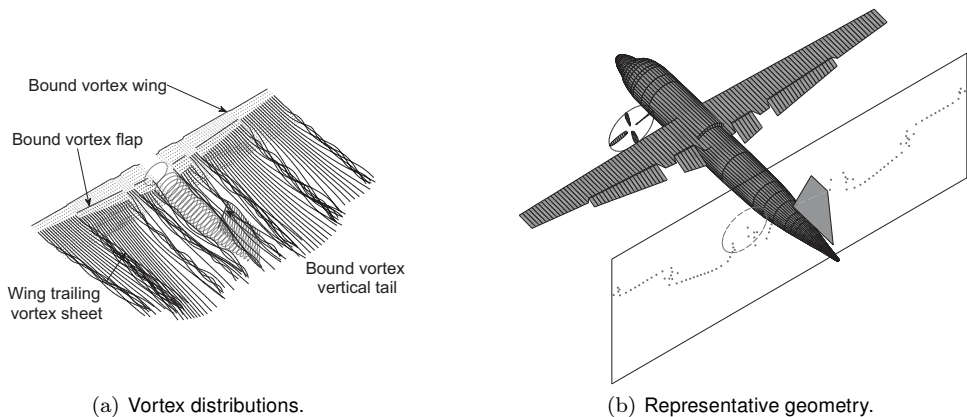 Bound vortex wing
Bound vortex flap
Bound vortex
vertical tail
Wing trailing
vortex sheet
(a) Vortex distributions.
(b) Representative geometry.